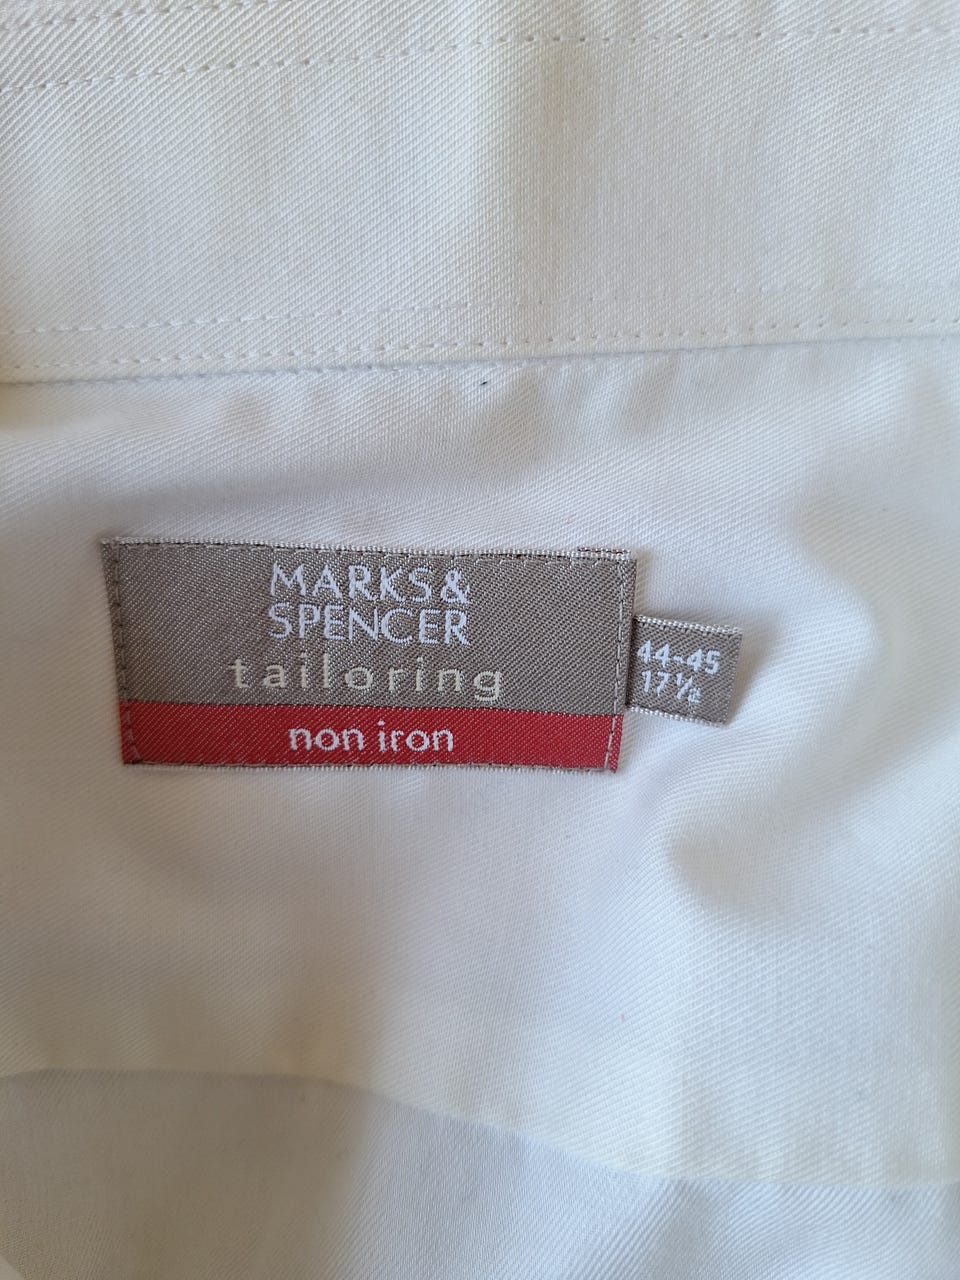 MARKS &
SPENCER
tailoring
non iron
44-45
17½